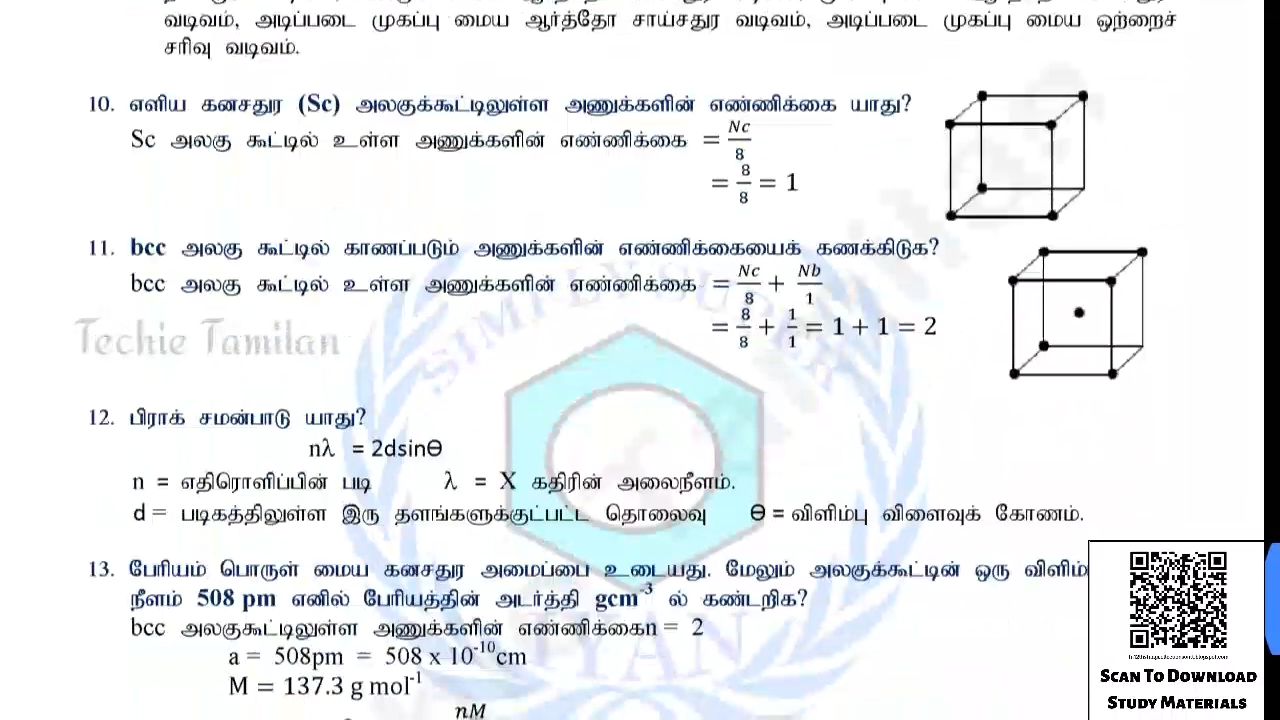 வடிவம், அடிப்படை முகப்பு மைய ஆர்த்தோ சாய்சதுர வடிவம், அடிப்படை முகப்பு மைய ஒற்றைச்
சரிவு வடிவம்.
10. எளிய கனசதுர (Sc) அலகுக்கூட்டிலுள்ள அணுக்களின் எண்ணிக்கை யாது?
Sc அலகு கூட்டில் உள்ள அணுக்களின் எண்ணிக்கை = Nc/8
= 8/8 = 1
11. bcc அலகு கூட்டில் காணப்படும் அணுக்களின் எண்ணிக்கையைக் கணக்கிடுக?
bcc அலகு கூட்டில் உள்ள அணுக்களின் எண்ணிக்கை = Nc/8 + Nb/1
= 8/8 + 1/1 = 1 + 1 = 2
Techie Tamilan
12. பிராக் சமன்பாடு யாது?
nλ = 2dsinθ
n = எதிரொளிப்பின் படி λ = X கதிரின் அலைநீளம்.
d = படிகத்திலுள்ள இரு தளங்களுக்குட்பட்ட தொலைவு θ = விளிம்பு விளைவுக் கோணம்.
13. பேரியம் பொருள் மைய கனசதுர அமைப்பை உடையது. மேலும் அலகுக்கூட்டின் ஒரு விளிம்
நீளம் 508 pm எனில் பேரியத்தின் அடர்த்தி gcm⁻³ ல் கண்டறிக?
bcc அலகுகூட்டிலுள்ள அணுக்களின் எண்ணிக்கைn = 2
a = 508pm = 508 x 10⁻¹⁰cm
M = 137.3 g mol⁻¹
nM
SCAN TO DOWNLOAD
STUDY MATERIALS